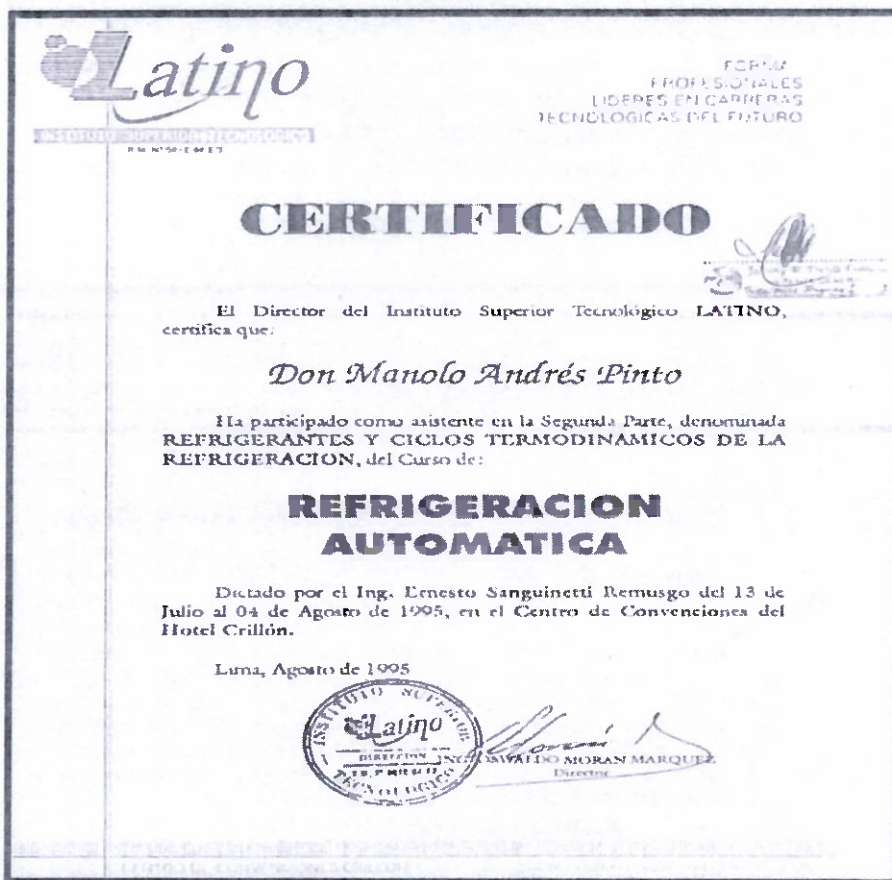 Latino
INSTITUTO SUPERIOR TECNOLOGICO
FORMA
PROFESIONALES
LIDERES EN CARRERAS
TECNOLOGICAS DEL FUTURO
CERTIFICADO
El Director del Instituto Superior Tecnológico LATINO,
certifica que:
Don Manolo Andrés Pinto
Ha participado como asistente en la Segunda Parte, denominada
REFRIGERANTES Y CICLOS TERMODINAMICOS DE LA
REFRIGERACION, del Curso de:
REFRIGERACION
AUTOMATICA
Dictado por el Ing. Ernesto Sanguinetti Remusgo del 13 de
Julio al 04 de Agosto de 1995, en el Centro de Convenciones del
Hotel Crillón.
Lima, Agosto de 1995
INSTITUTO SUPERIOR
Latino
DIRECCION
TECNOLOGICO
ING. OSWALDO MORAN MARQUEZ
Director